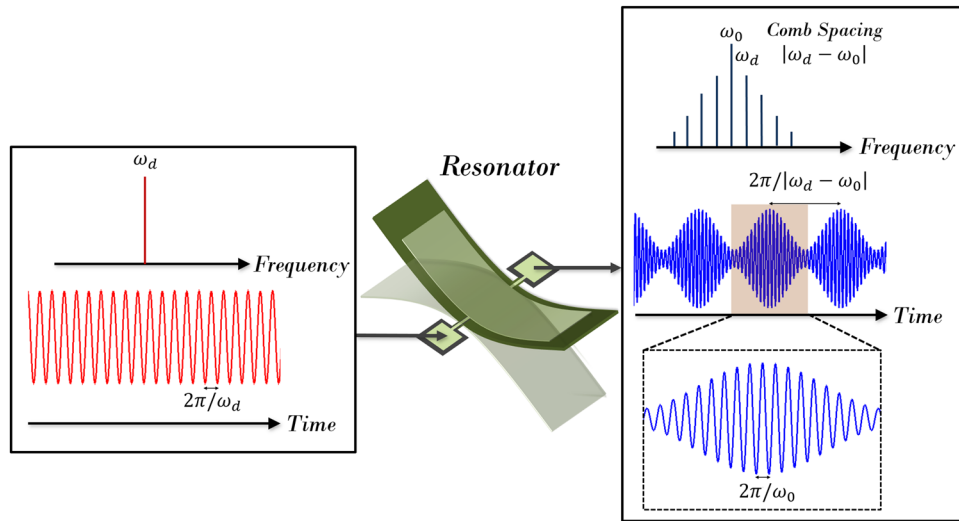 ω_d
Frequency
2π/ω_d
Time
Resonator
ω_0
ω_d
Comb Spacing
|ω_d − ω_0|
Frequency
2π/|ω_d − ω_0|
Time
2π/ω_0